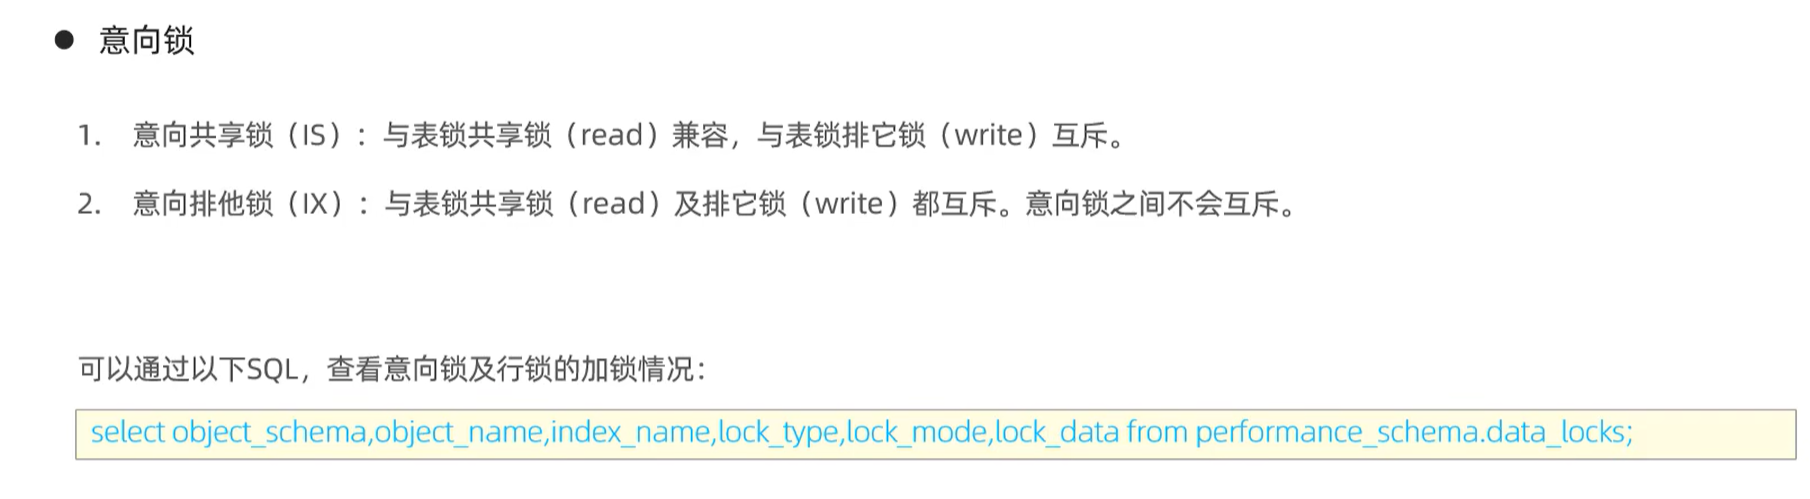 ● 意向锁
1. 意向共享锁（IS）：与表锁共享锁（read）兼容，与表锁排它锁（write）互斥。
2. 意向排他锁（IX）：与表锁共享锁（read）及排它锁（write）都互斥。意向锁之间不会互斥。
可以通过以下SQL，查看意向锁及行锁的加锁情况：
select object_schema,object_name,index_name,lock_type,lock_mode,lock_data from performance_schema.data_locks;